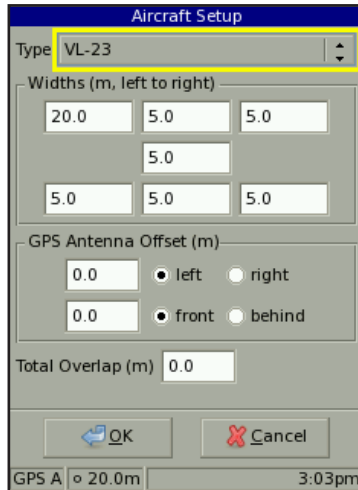 Aircraft Setup
Type VL-23
Widths (m, left to right)
20.0 5.0 5.0
5.0
5.0 5.0 5.0
GPS Antenna Offset (m)
0.0 left right
0.0 front behind
Total Overlap (m) 0.0
OK Cancel
GPS A 20.0m 3:03pm